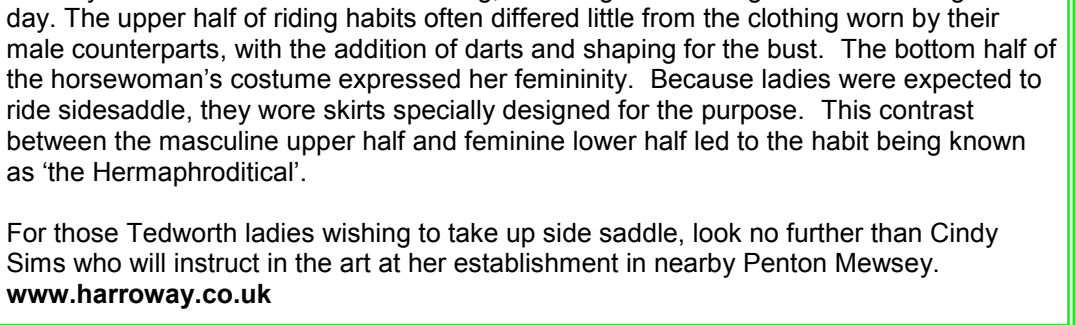 day. The upper half of riding habits often differed little from the clothing worn by their
male counterparts, with the addition of darts and shaping for the bust.  The bottom half of
the horsewoman’s costume expressed her femininity.  Because ladies were expected to
ride sidesaddle, they wore skirts specially designed for the purpose.  This contrast
between the masculine upper half and feminine lower half led to the habit being known
as ‘the Hermaphroditical’.

For those Tedworth ladies wishing to take up side saddle, look no further than Cindy
Sims who will instruct in the art at her establishment in nearby Penton Mewsey.
www.harroway.co.uk